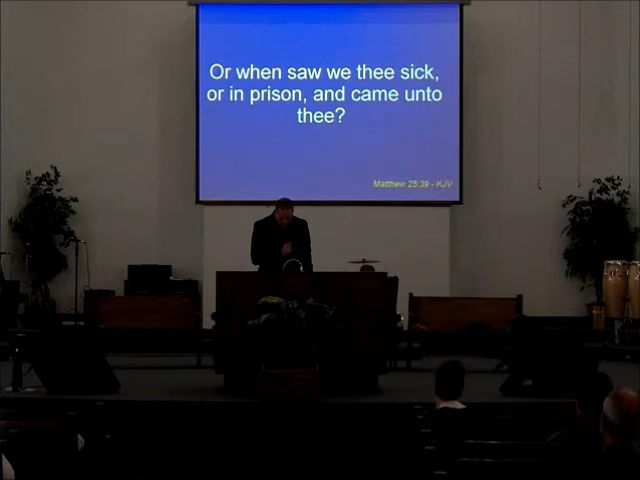 Or when saw we thee sick,
or in prison, and came unto
thee?
Matthew 25:39 - KJV